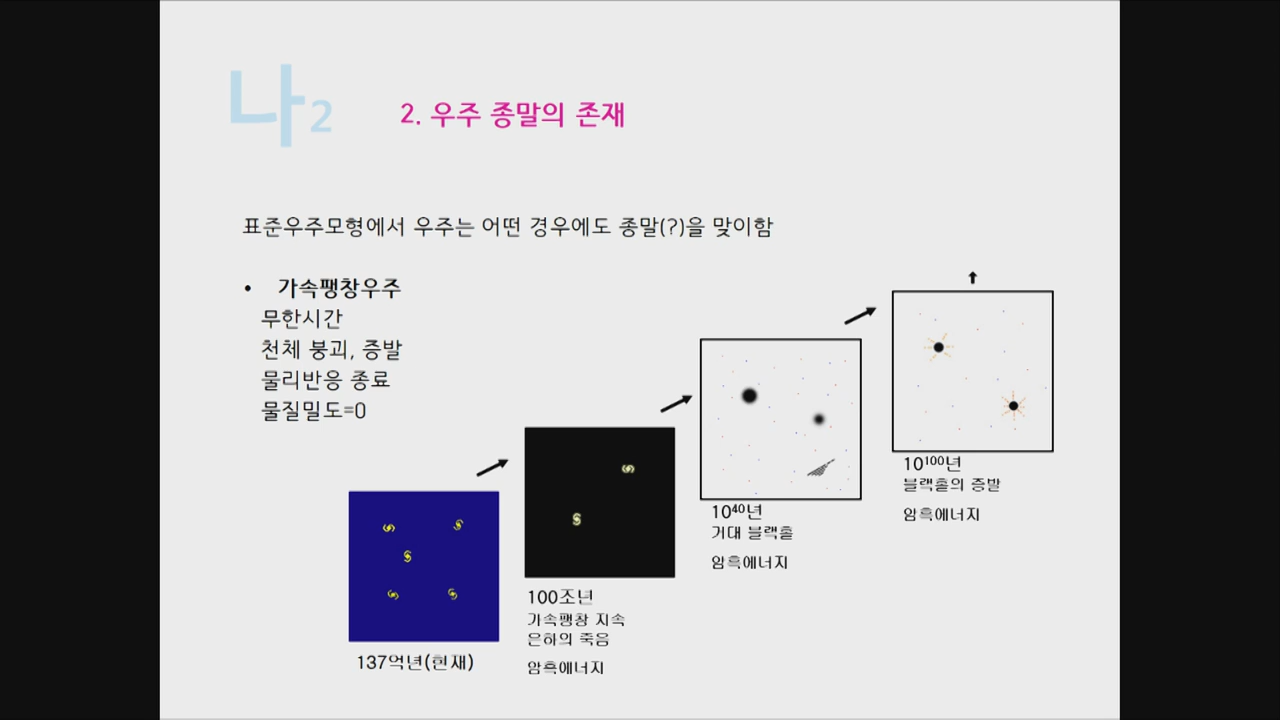 나2
2. 우주 종말의 존재
표준우주모형에서 우주는 어떤 경우에도 종말(?)을 맞이함
• 가속팽창우주
무한시간
천체 붕괴, 증발
물리반응 종료
물질밀도=0
137억년(현재)
100조년
가속팽창 지속
은하의 죽음
암흑에너지
10⁴⁰년
거대 블랙홀
암흑에너지
10¹⁰⁰년
블랙홀의 증발
암흑에너지